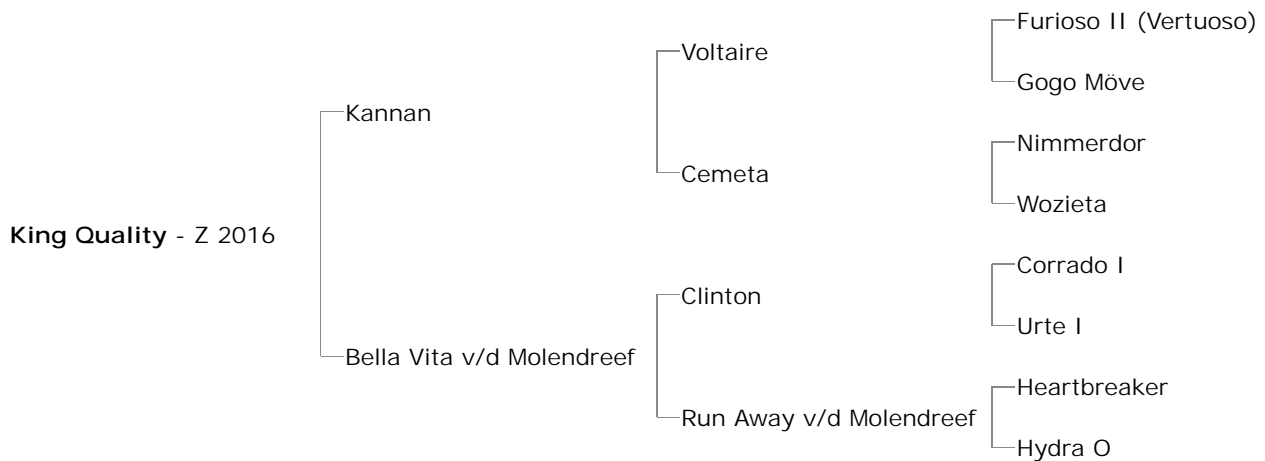 Furioso II (Vertuoso)
Voltaire
Gogo Möve
Kannan
Nimmerdor
Cemeta
Wozieta
King Quality - Z 2016
Corrado I
Clinton
Urte I
Bella Vita v/d Molendreef
Heartbreaker
Run Away v/d Molendreef
Hydra O